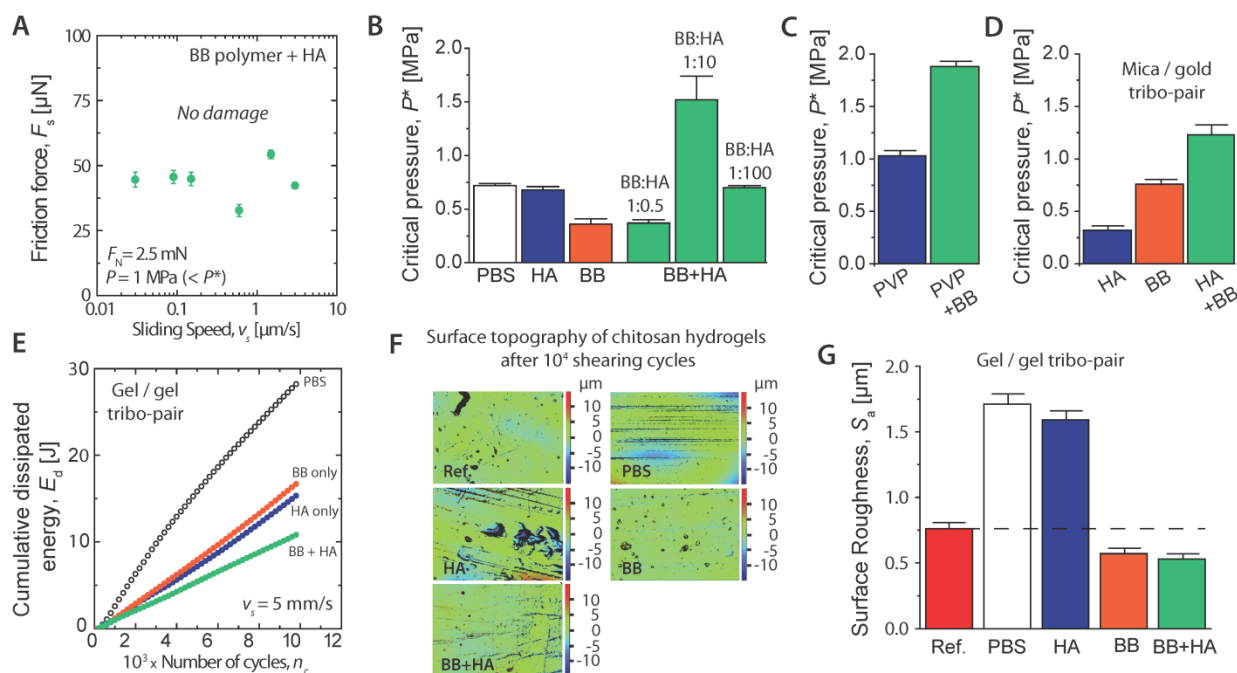 A
BB polymer + HA
No damage
F_N = 2.5 mN
P = 1 MPa (< P*)
Friction force, F_s [µN]
100
75
50
25
0
0.01
0.1
1
10
Sliding Speed, v_s [µm/s]
B
Critical pressure, P* [MPa]
2.0
1.5
1.0
0.5
0.0
BB:HA
1:10
BB:HA
1:0.5
BB:HA
1:100
PBS
HA
BB
BB+HA
C
Critical pressure, P* [MPa]
2.0
1.5
1.0
0.5
0.0
PVP
PVP
+BB
D
Mica / gold
tribo-pair
Critical pressure, P* [MPa]
2.0
1.5
1.0
0.5
0.0
HA
BB
HA
+BB
E
Gel / gel
tribo-pair
Cumulative dissipated
energy, E_d [J]
30
20
10
0
PBS
BB only
HA only
BB + HA
v_s = 5 mm/s
2
4
6
8
10
12
10³ x Number of cycles, n_c
F
Surface topography of chitosan hydrogels
after 10⁴ shearing cycles
µm
10
5
0
-5
-10
Ref.
µm
10
5
0
-5
-10
PBS
10
5
0
-5
-10
HA
10
5
0
-5
-10
BB
10
5
0
-5
-10
BB+HA
G
Gel / gel tribo-pair
Surface Roughness, S_a [µm]
2.0
1.5
1.0
0.5
0.0
Ref.
PBS
HA
BB
BB+HA